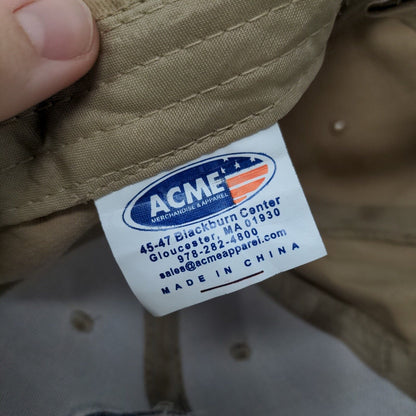 ACME
MERCHANDISE & APPAREL
45-47 Blackburn Center
Gloucester, MA 01930
978-282-4800
sales@acmeapparel.com
MADE IN CHINA